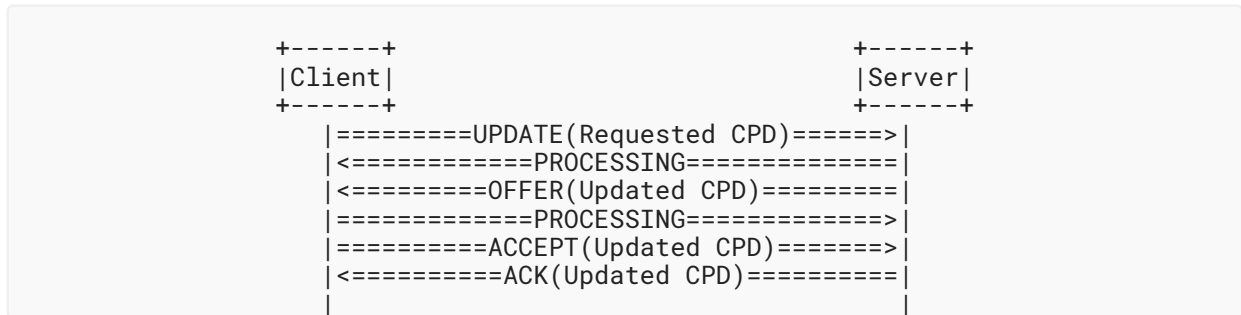 +------+                             +------+
|Client|                             |Server|
+------+                             +------+
   |=========UPDATE(Requested CPD)======>|
   |<============PROCESSING==============|
   |<=========OFFER(Updated CPD)=========|
   |=============PROCESSING=============>|
   |==========ACCEPT(Updated CPD)=======>|
   |<==========ACK(Updated CPD)==========|
   |                                     |